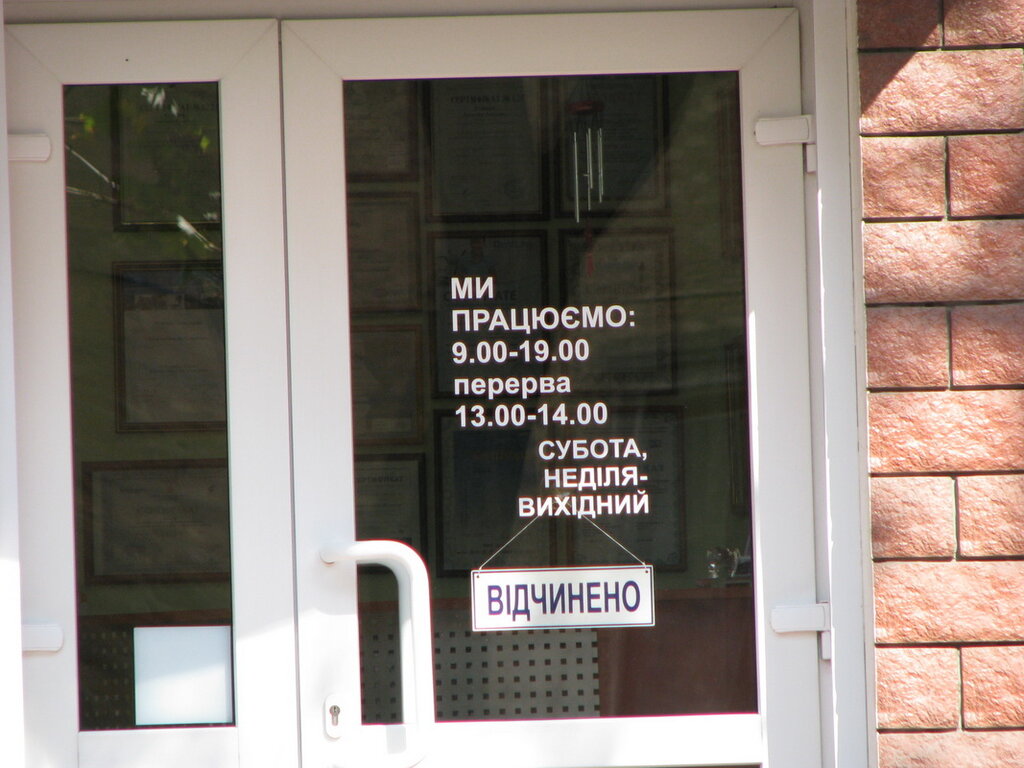 МИ
ПРАЦЮЄМО:
9.00-19.00
перерва
13.00-14.00
СУБОТА,
НЕДІЛЯ-
ВИХІДНИЙ
ВІДЧИНЕНО